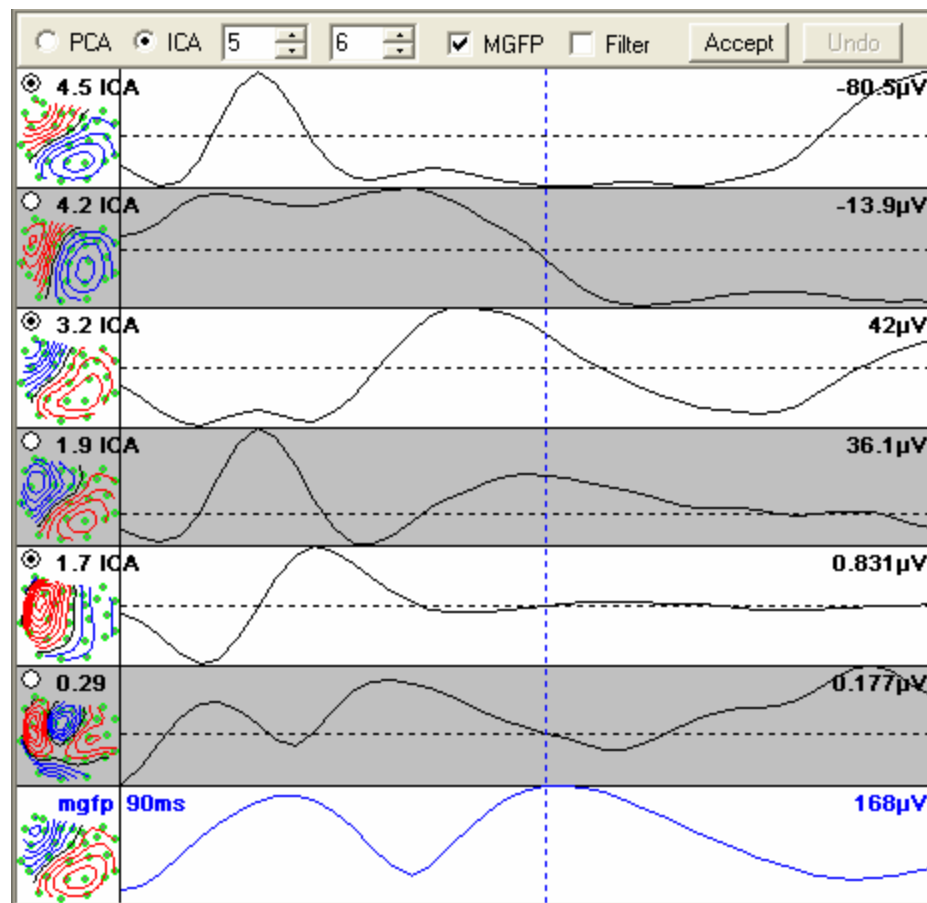 PCA ICA 5 6 MGFP Filter Accept Undo
4.5 ICA -80.5µV
4.2 ICA -13.9µV
3.2 ICA 42µV
1.9 ICA 36.1µV
1.7 ICA 0.831µV
0.29 0.177µV
mgfp 90ms 168µV